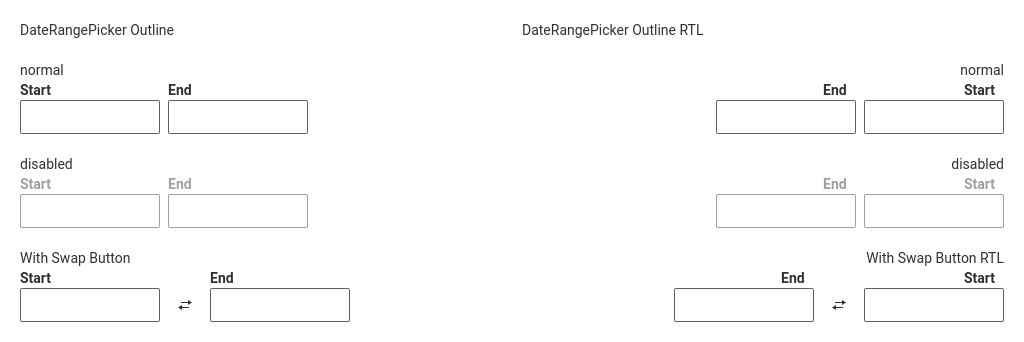 DateRangePicker Outline
normal
Start End
disabled
Start End
With Swap Button
Start End
DateRangePicker Outline RTL
normal
End Start
disabled
End Start
With Swap Button RTL
End Start